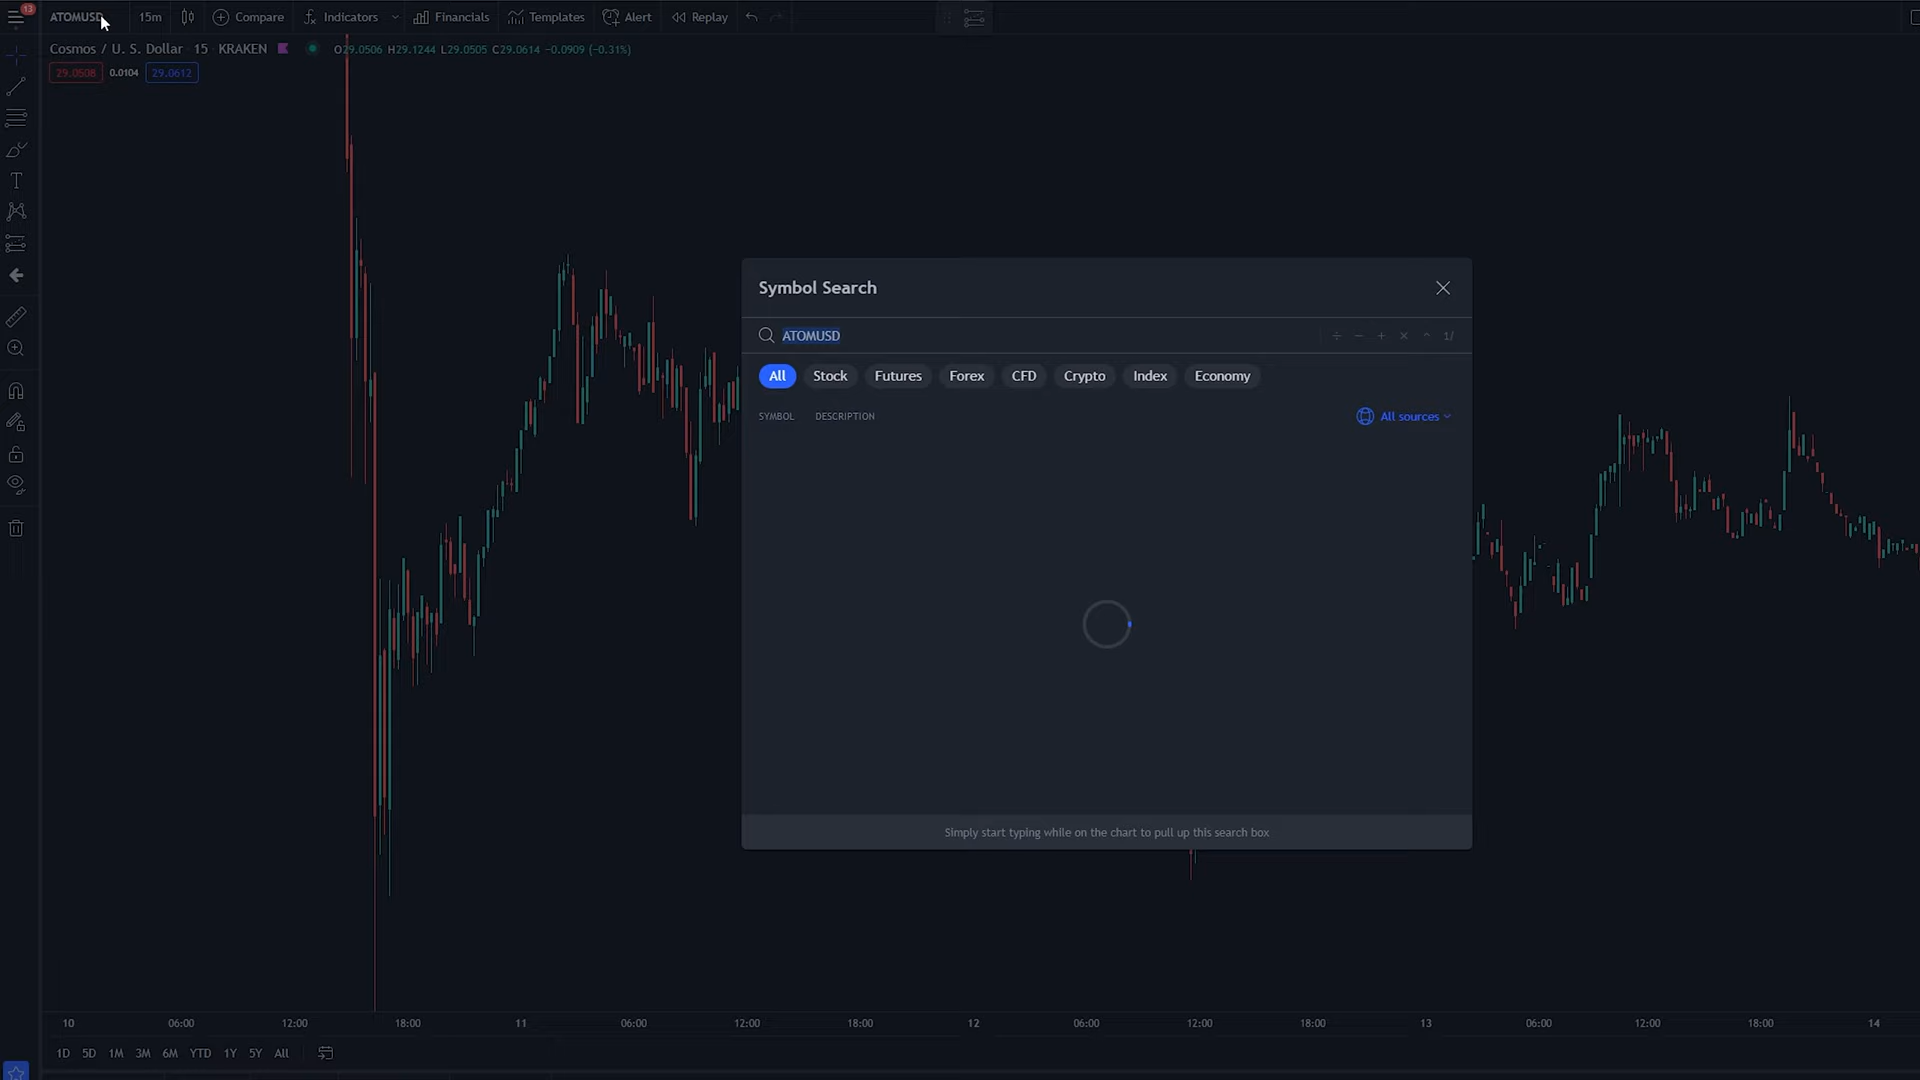 13
ATOMUSD 15m Compare Indicators Financials Templates Alert Replay
Cosmos / U. S. Dollar · 15 · KRAKEN O29.0506 H29.1244 L29.0505 C29.0614 −0.0909 (−0.31%)
29.0508 0.0104 29.0612
Symbol Search
ATOMUSD 1/
All Stock Futures Forex CFD Crypto Index Economy
SYMBOL DESCRIPTION All sources
Simply start typing while on the chart to pull up this search box
10 06:00 12:00 18:00 11 06:00 12:00 18:00 12 06:00 12:00 18:00 13 06:00 12:00 18:00 14
1D 5D 1M 3M 6M YTD 1Y 5Y All